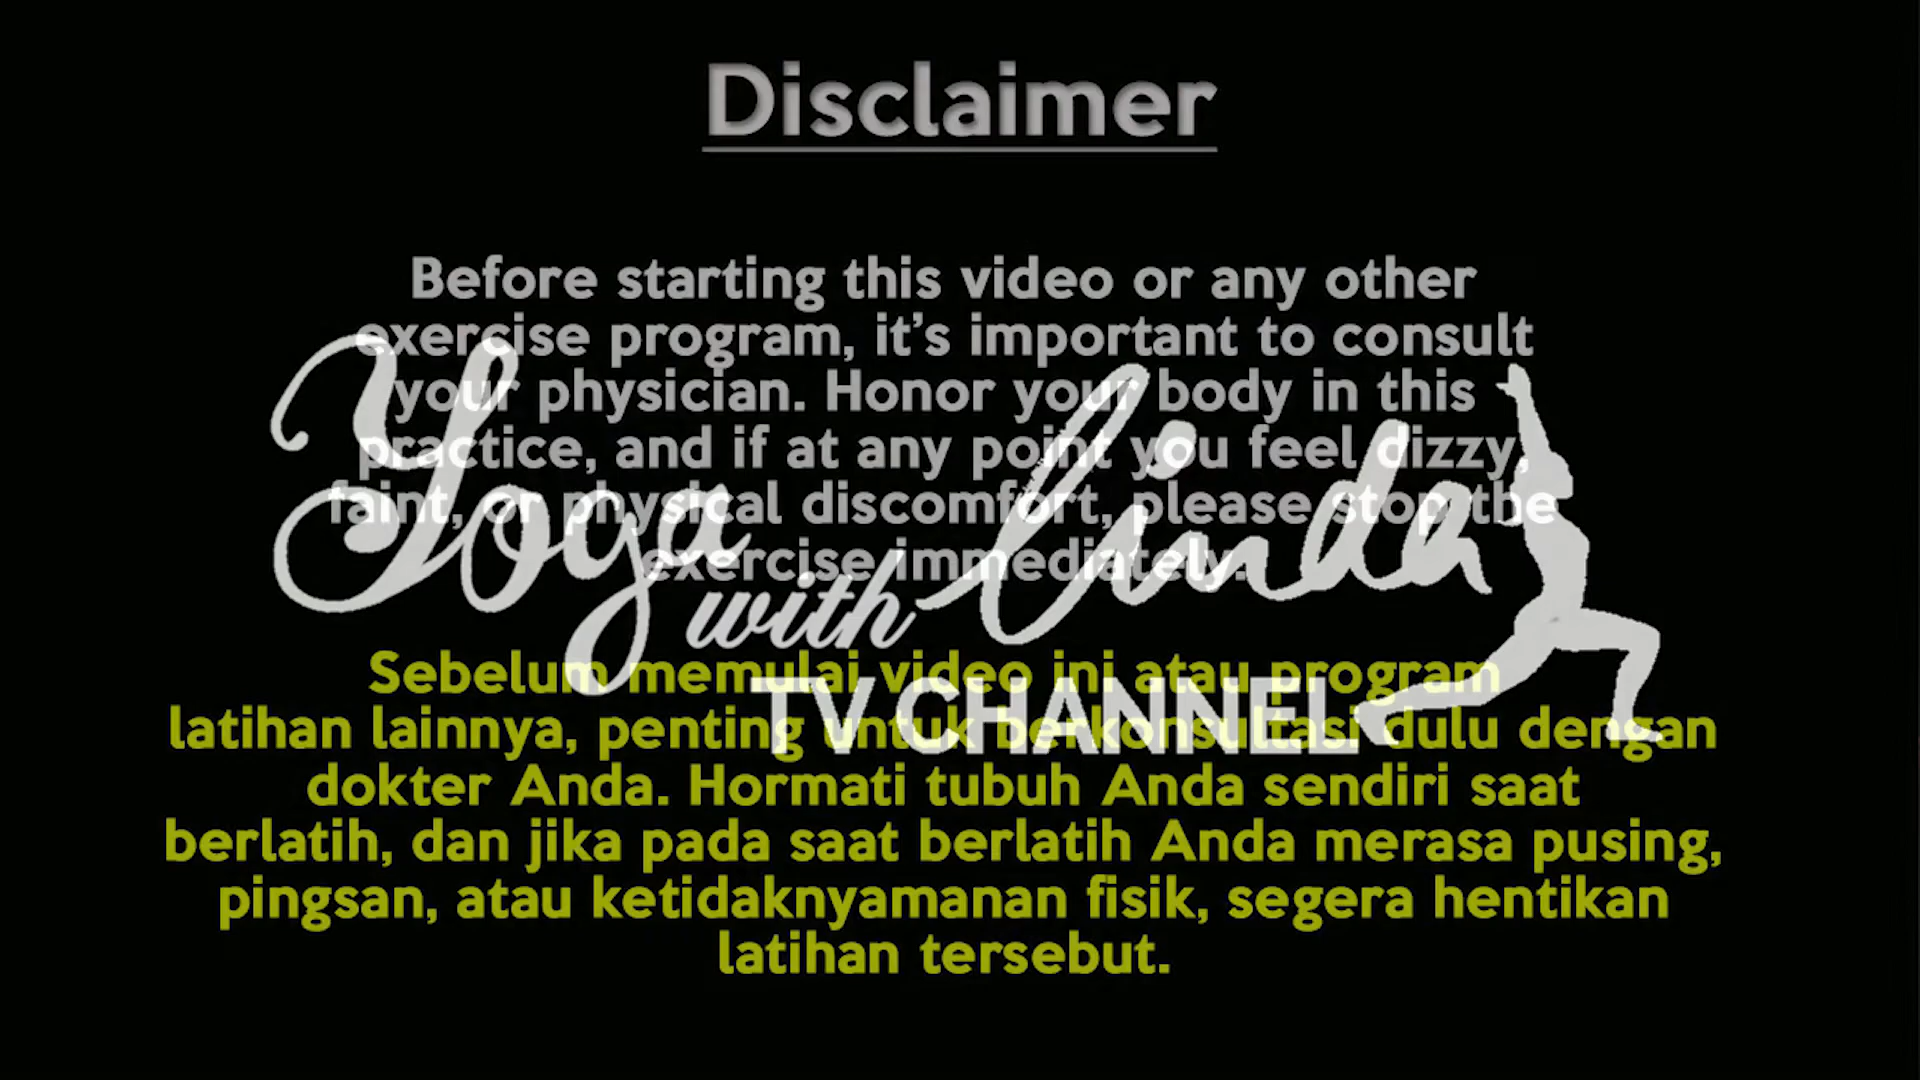 Disclaimer
Before starting this video or any other
exercise program, it's important to consult
your physician. Honor your body in this
practice, and if at any point you feel dizzy,
faint, or physical discomfort, please stop the
exercise immediately.
Yoga with linda
TV CHANNEL
Sebelum memulai video ini atau program
latihan lainnya, penting untuk berkonsultasi dulu dengan
dokter Anda. Hormati tubuh Anda sendiri saat
berlatih, dan jika pada saat berlatih Anda merasa pusing,
pingsan, atau ketidaknyamanan fisik, segera hentikan
latihan tersebut.